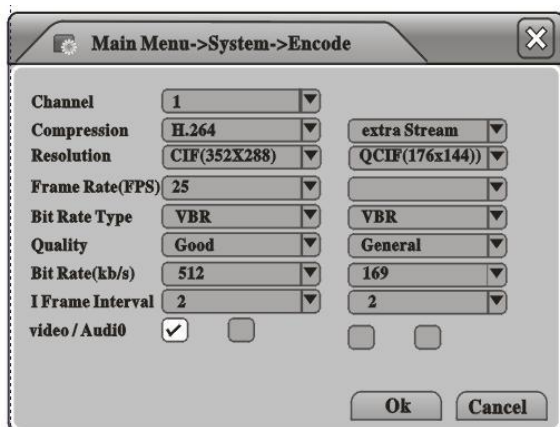 Main Menu->System->Encode
Channel 1
Compression H.264 extra Stream
Resolution CIF(352X288) QCIF(176x144))
Frame Rate(FPS) 25
Bit Rate Type VBR VBR
Quality Good General
Bit Rate(kb/s) 512 169
I Frame Interval 2 2
video / Audi0
Ok Cancel